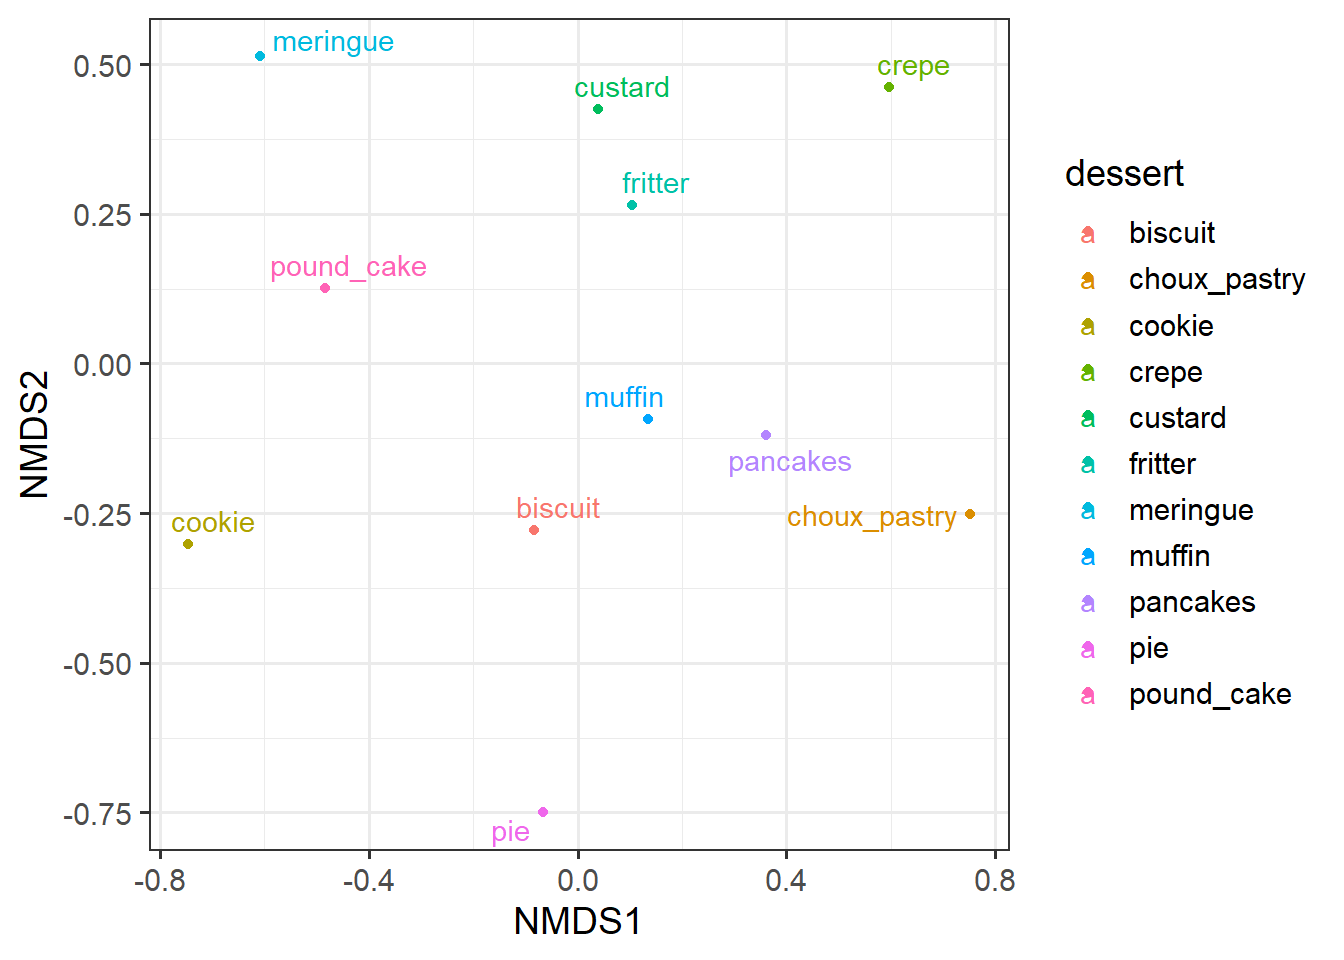 meringue
crepe
custard
fritter
pound_cake
muffin
pancakes
biscuit
choux_pastry
cookie
pie
0.50
0.25
0.00
-0.25
-0.50
-0.75
NMDS2
-0.8
-0.4
0.0
0.4
0.8
NMDS1
dessert
a biscuit
a choux_pastry
a cookie
a crepe
a custard
a fritter
a meringue
a muffin
a pancakes
a pie
a pound_cake